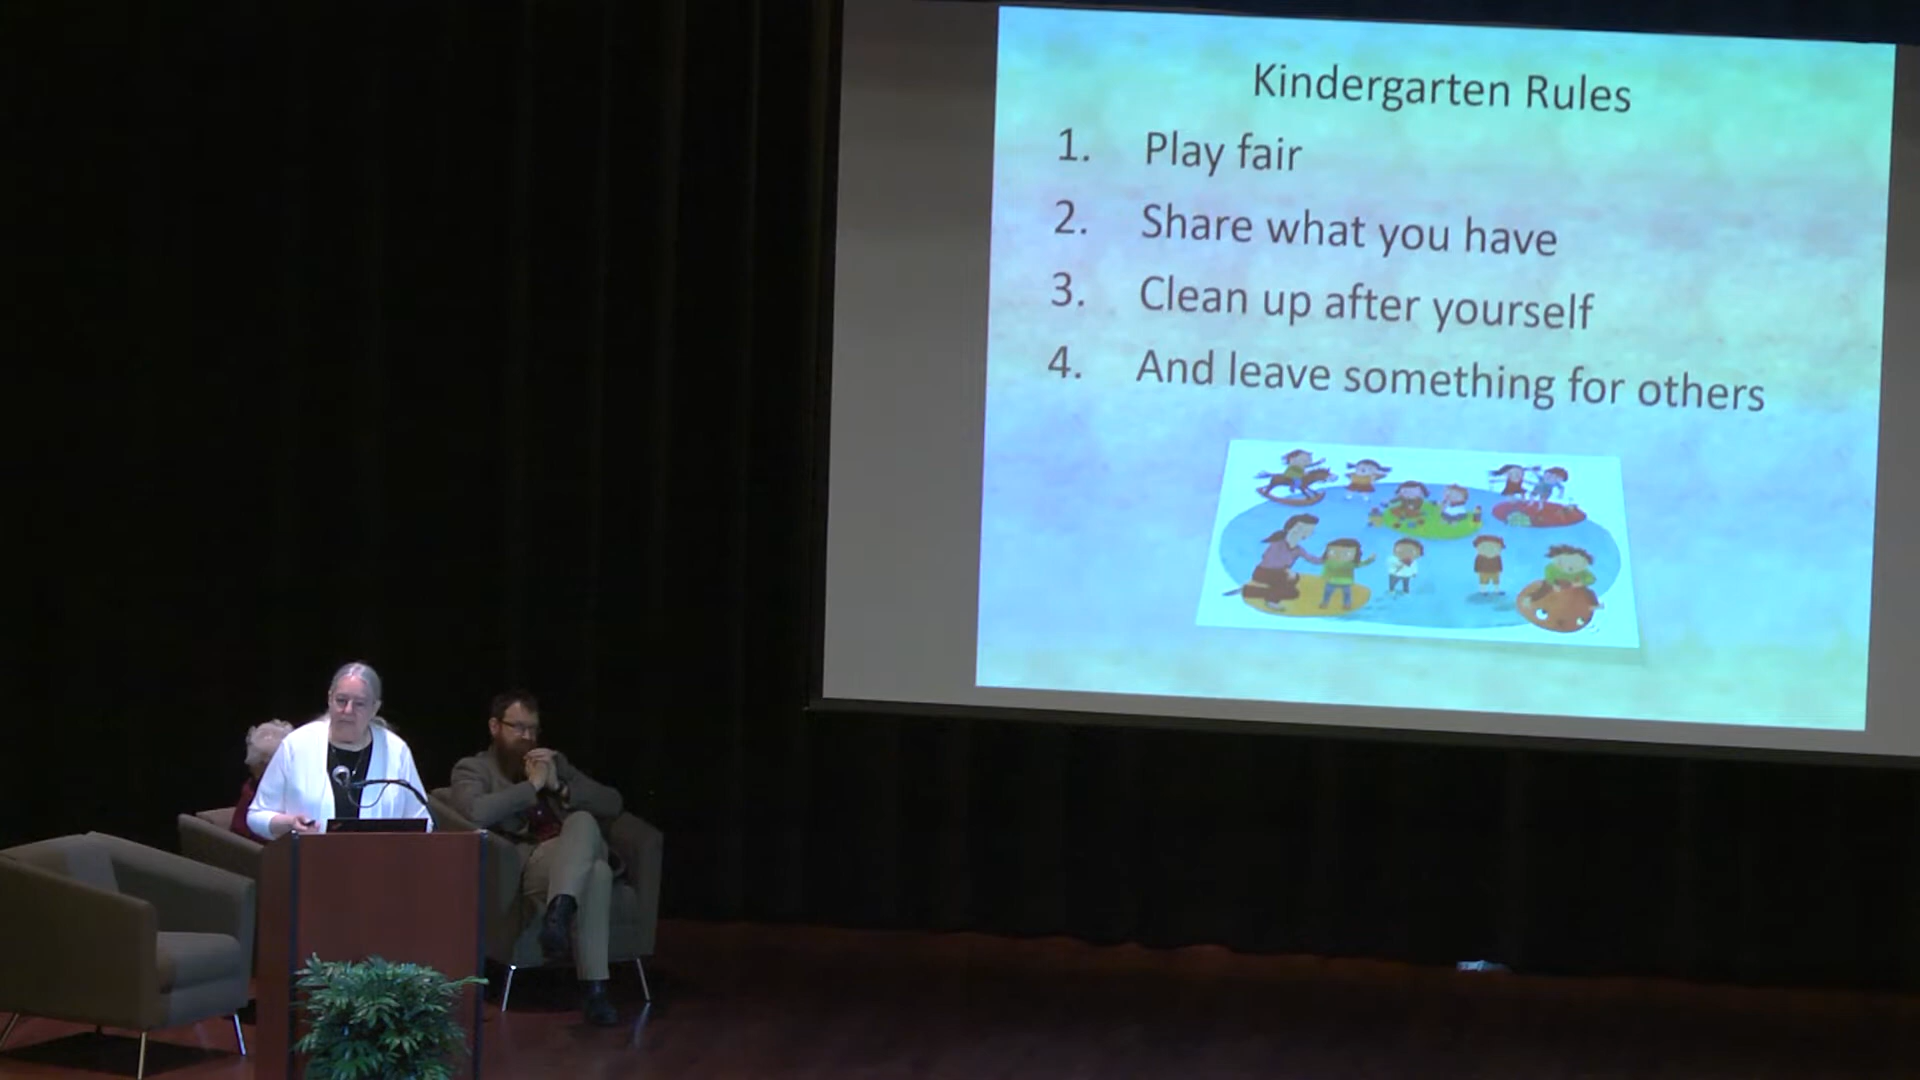 Kindergarten Rules
1. Play fair
2. Share what you have
3. Clean up after yourself
4. And leave something for others